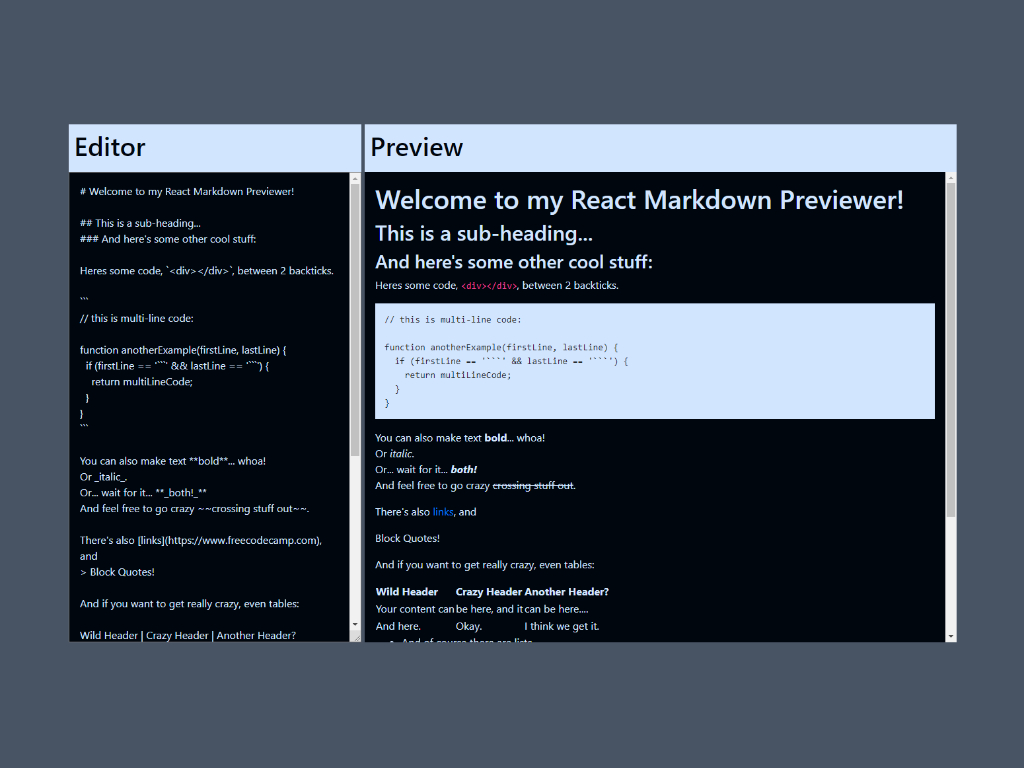 Editor
# Welcome to my React Markdown Previewer!
## This is a sub-heading...
### And here's some other cool stuff:
Heres some code, `<div></div>`, between 2 backticks.
```
// this is multi-line code:
function anotherExample(firstLine, lastLine) {
if (firstLine == '```' && lastLine == '```') {
return multiLineCode;
}
}
```
You can also make text **bold**... whoa!
Or _italic_.
Or... wait for it... **_both!_**
And feel free to go crazy ~~crossing stuff out~~.
There's also [links](https://www.freecodecamp.com),
and
> Block Quotes!
And if you want to get really crazy, even tables:
Wild Header | Crazy Header | Another Header?
Preview
Welcome to my React Markdown Previewer!
This is a sub-heading...
And here's some other cool stuff:
Heres some code, <div></div>, between 2 backticks.
// this is multi-line code:
function anotherExample(firstLine, lastLine) {
if (firstLine == '```' && lastLine == '```') {
return multiLineCode;
}
}
You can also make text bold... whoa!
Or italic.
Or... wait for it... both!
And feel free to go crazy crossing stuff out.
There's also links, and
Block Quotes!
And if you want to get really crazy, even tables:
Wild Header Crazy Header Another Header?
Your content can be here, and it can be here....
And here. Okay. I think we get it.
And of course there are lists